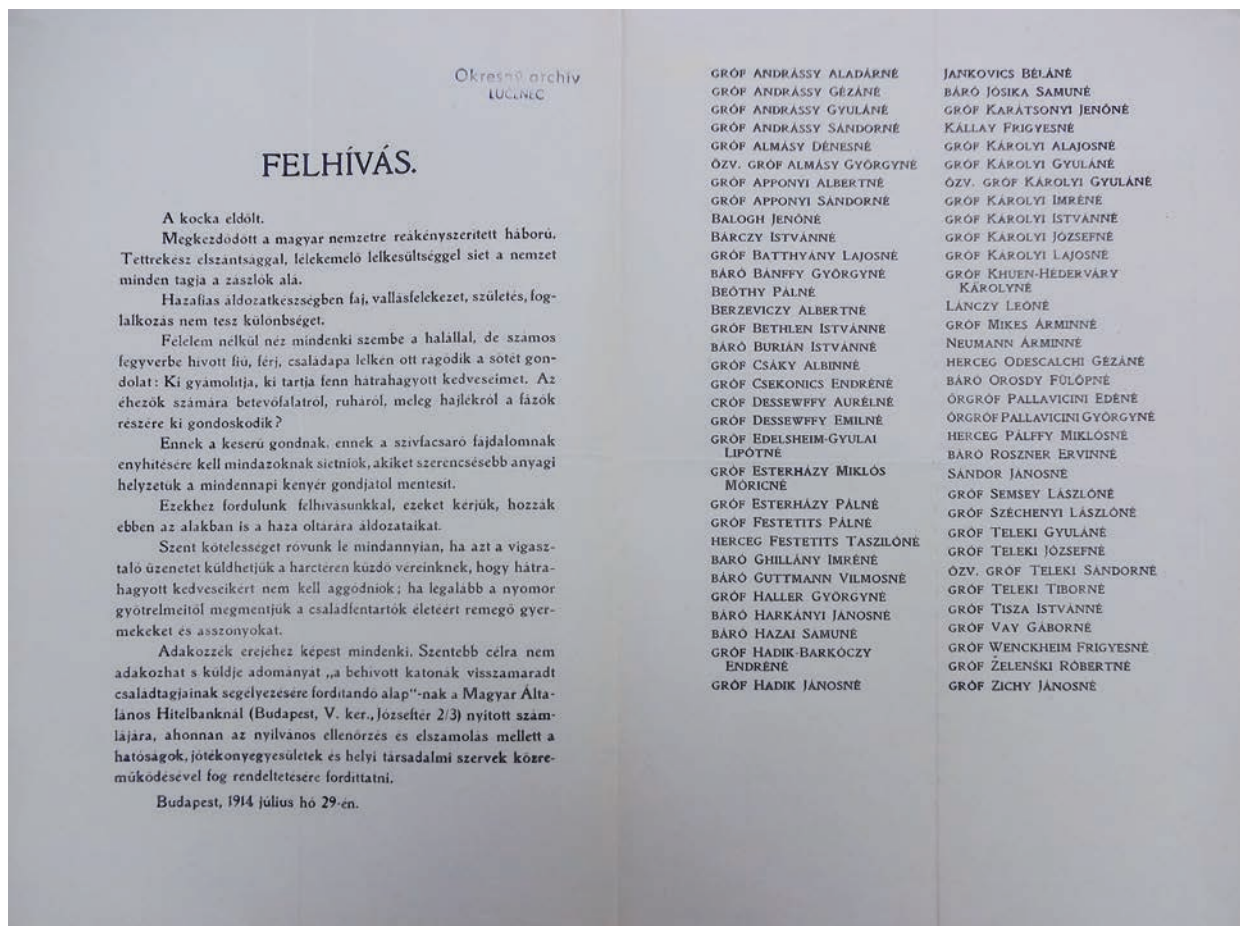 Okresný archív
LUČENEC
FELHÍVÁS.
A kocka eldőlt.
Megkezdődött a magyar nemzetre reákényszerített háború.
Tettrekész elszántsággal, lélekemelő lelkesültséggel siet a nemzet
minden tagja a zászlók alá.
Hazafias áldozatkészségben faj, vallásfelekezet, születés, fog-
lalkozás nem tesz különbséget.
Félelem nélkül néz mindenki szembe a halállal, de számos
fegyverbe hívott fiú, férj, családapa lelkén ott rágódik a sötét gon-
dolat: Ki gyámolítja, ki tartja fenn hátrahagyott kedveseimet. Az
éhezők számára betevőfalatról, ruháról, meleg hajlékról a fázók
részére ki gondoskodik?
Ennek a keserű gondnak, ennek a szívfacsaró fájdalomnak
enyhítésére kell mindazoknak sietniök, akiket szerencsésebb anyagi
helyzetük a mindennapi kenyér gondjától mentesít.
Ezekhez fordulunk felhívásunkkal, ezeket kérjük, hozzák
ebben az alakban is a haza oltárára áldozataikat.
Szent kötelességet róvunk le mindannyian, ha azt a vigasz-
taló üzenetet küldhetjük a harctéren küzdő véreinknek, hogy hátra-
hagyott kedveseikért nem kell aggódniok; ha legalább a nyomor
gyötrelmeitől megmentjük a családfentartók életéért remegő gyer-
mekeket és asszonyokat.
Adakozzék erejéhez képest mindenki. Szentebb célra nem
adakozhat s küldje adományát „a behívott katonák visszamaradt
családtagjainak segélyezésére fordítandó alap"-nak a Magyar Álta-
lános Hitelbanknál (Budapest, V. ker., Józseftér 2/3) nyitott szám-
lájára, ahonnan az nyilvános ellenőrzés és elszámolás mellett a
hatóságok, jótékonyegyesületek és helyi társadalmi szervek közre-
működésével fog rendeltetésére fordíttatni.
Budapest, 1914 július hó 29-én.
GRÓF ANDRÁSSY ALADÁRNÉ
GRÓF ANDRÁSSY GÉZÁNÉ
GRÓF ANDRÁSSY GYULÁNÉ
GRÓF ANDRÁSSY SÁNDORNÉ
GRÓF ALMÁSY DÉNESNÉ
ÖZV. GRÓF ALMÁSY GYÖRGYNÉ
GRÓF APPONYI ALBERTNÉ
GRÓF APPONYI SÁNDORNÉ
BALOGH JENŐNÉ
BÁRCZY ISTVÁNNÉ
GRÓF BATTHYÁNY LAJOSNÉ
BÁRÓ BÁNFFY GYÖRGYNÉ
BEÖTHY PÁLNÉ
BERZEVICZY ALBERTNÉ
GRÓF BETHLEN ISTVÁNNÉ
BÁRÓ BURIÁN ISTVÁNNÉ
GRÓF CSÁKY ALBINNÉ
GRÓF CSEKONICS ENDRÉNÉ
CRÓF DESSEWFFY AURÉLNÉ
GRÓF DESSEWFFY EMILNÉ
GRÓF EDELSHEIM-GYULAI
LIPÓTNÉ
GRÓF ESTERHÁZY MIKLÓS
MÓRICNÉ
GRÓF ESTERHÁZY PÁLNÉ
GRÓF FESTETITS PÁLNÉ
HERCEG FESTETITS TASZILÓNÉ
BARÓ GHILLÁNY IMRÉNÉ
BÁRÓ GUTTMANN VILMOSNÉ
GRÓF HALLER GYÖRGYNÉ
BÁRÓ HARKÁNYI JÁNOSNÉ
BÁRÓ HAZAI SAMUNÉ
GRÓF HADIK-BARKÓCZY
ENDRÉNÉ
GRÓF HADIK JÁNOSNÉ
JANKOVICS BÉLÁNÉ
BÁRÓ JÓSIKA SAMUNÉ
GRÓF KARÁTSONYI JENŐNÉ
KÁLLAY FRIGYESNÉ
GRÓF KÁROLYI ALAJOSNÉ
GRÓF KÁROLYI GYULÁNÉ
ÖZV. GRÓF KÁROLYI GYULÁNÉ
GRÓF KÁROLYI IMRÉNÉ
GRÓF KÁROLYI ISTVÁNNÉ
GRÓF KÁROLYI JÓZSEFNÉ
GRÓF KÁROLYI LAJOSNÉ
GRÓF KHUEN-HÉDERVÁRY
KÁROLYNÉ
LÁNCZY LEÓNÉ
GRÓF MIKES ÁRMINNÉ
NEUMANN ÁRMINNÉ
HERCEG ODESCALCHI GÉZÁNÉ
BÁRÓ OROSDY FÜLÖPNÉ
ŐRGRÓF PALLAVICINI EDÉNÉ
ŐRGRÓF PALLAVICINI GYÖRGYNÉ
HERCEG PÁLFFY MIKLÓSNÉ
BÁRÓ ROSZNER ERVINNÉ
SÁNDOR JÁNOSNÉ
GRÓF SEMSEY LÁSZLÓNÉ
GRÓF SZÉCHENYI LÁSZLÓNÉ
GRÓF TELEKI GYULÁNÉ
GRÓF TELEKI JÓZSEFNÉ
ÖZV. GRÓF TELEKI SÁNDORNÉ
GRÓF TELEKI TIBORNÉ
GRÓF TISZA ISTVÁNNÉ
GRÓF VAY GÁBORNÉ
GRÓF WENCKHEIM FRIGYESNÉ
GRÓF ŽELEŃSKI RÓBERTNÉ
GRÓF ZICHY JÁNOSNÉ